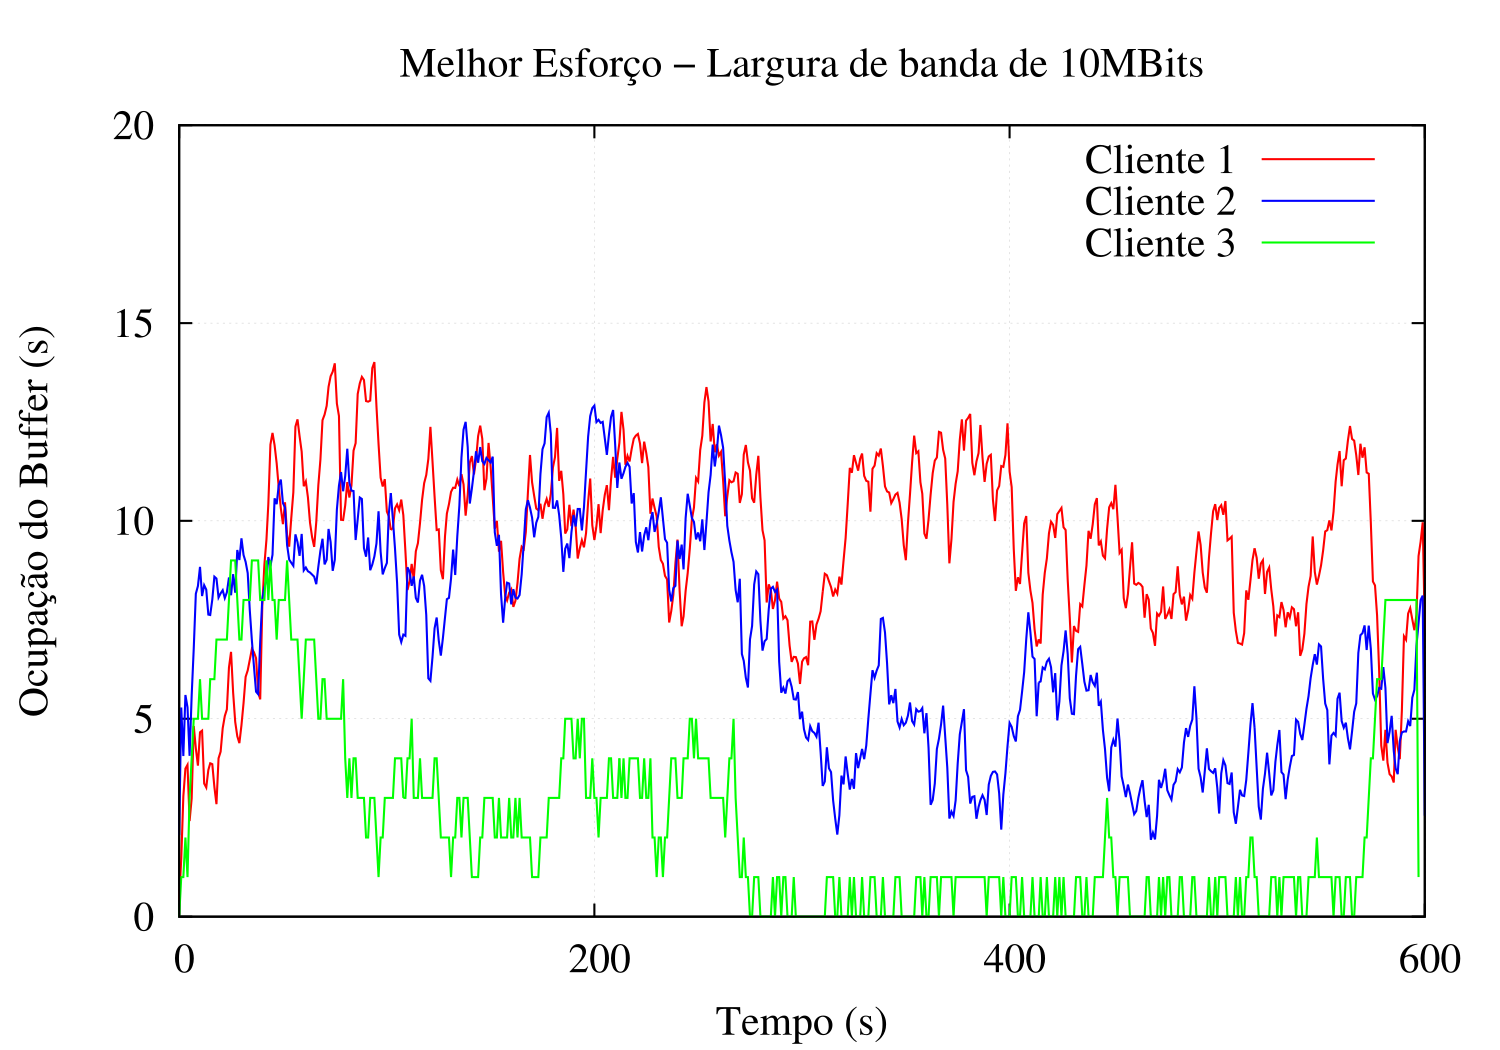 Melhor Esforço – Largura de banda de 10MBits
20
15
10
5
0
Cliente 1
Cliente 2
Cliente 3
Ocupação do Buffer (s)
0 200 400 600
Tempo (s)